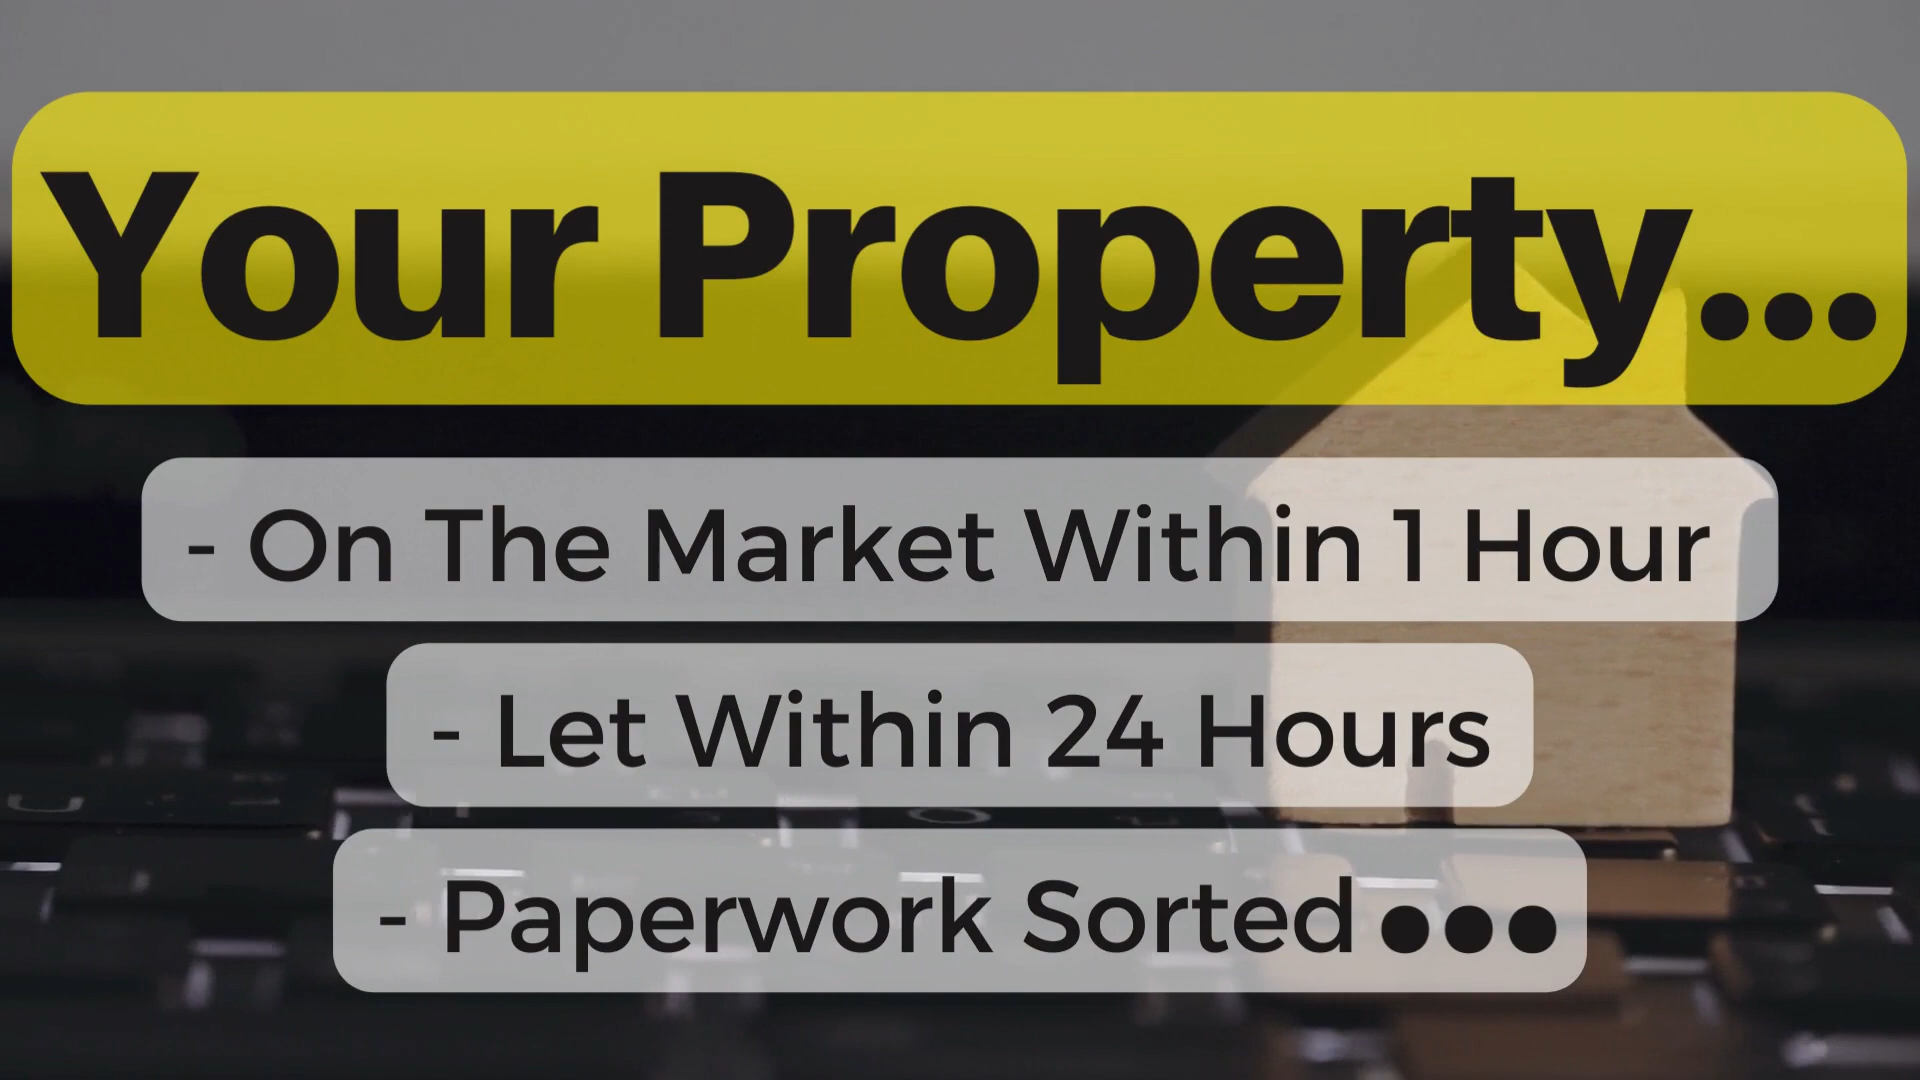 Your Property...
- On The Market Within 1 Hour
- Let Within 24 Hours
- Paperwork Sorted...